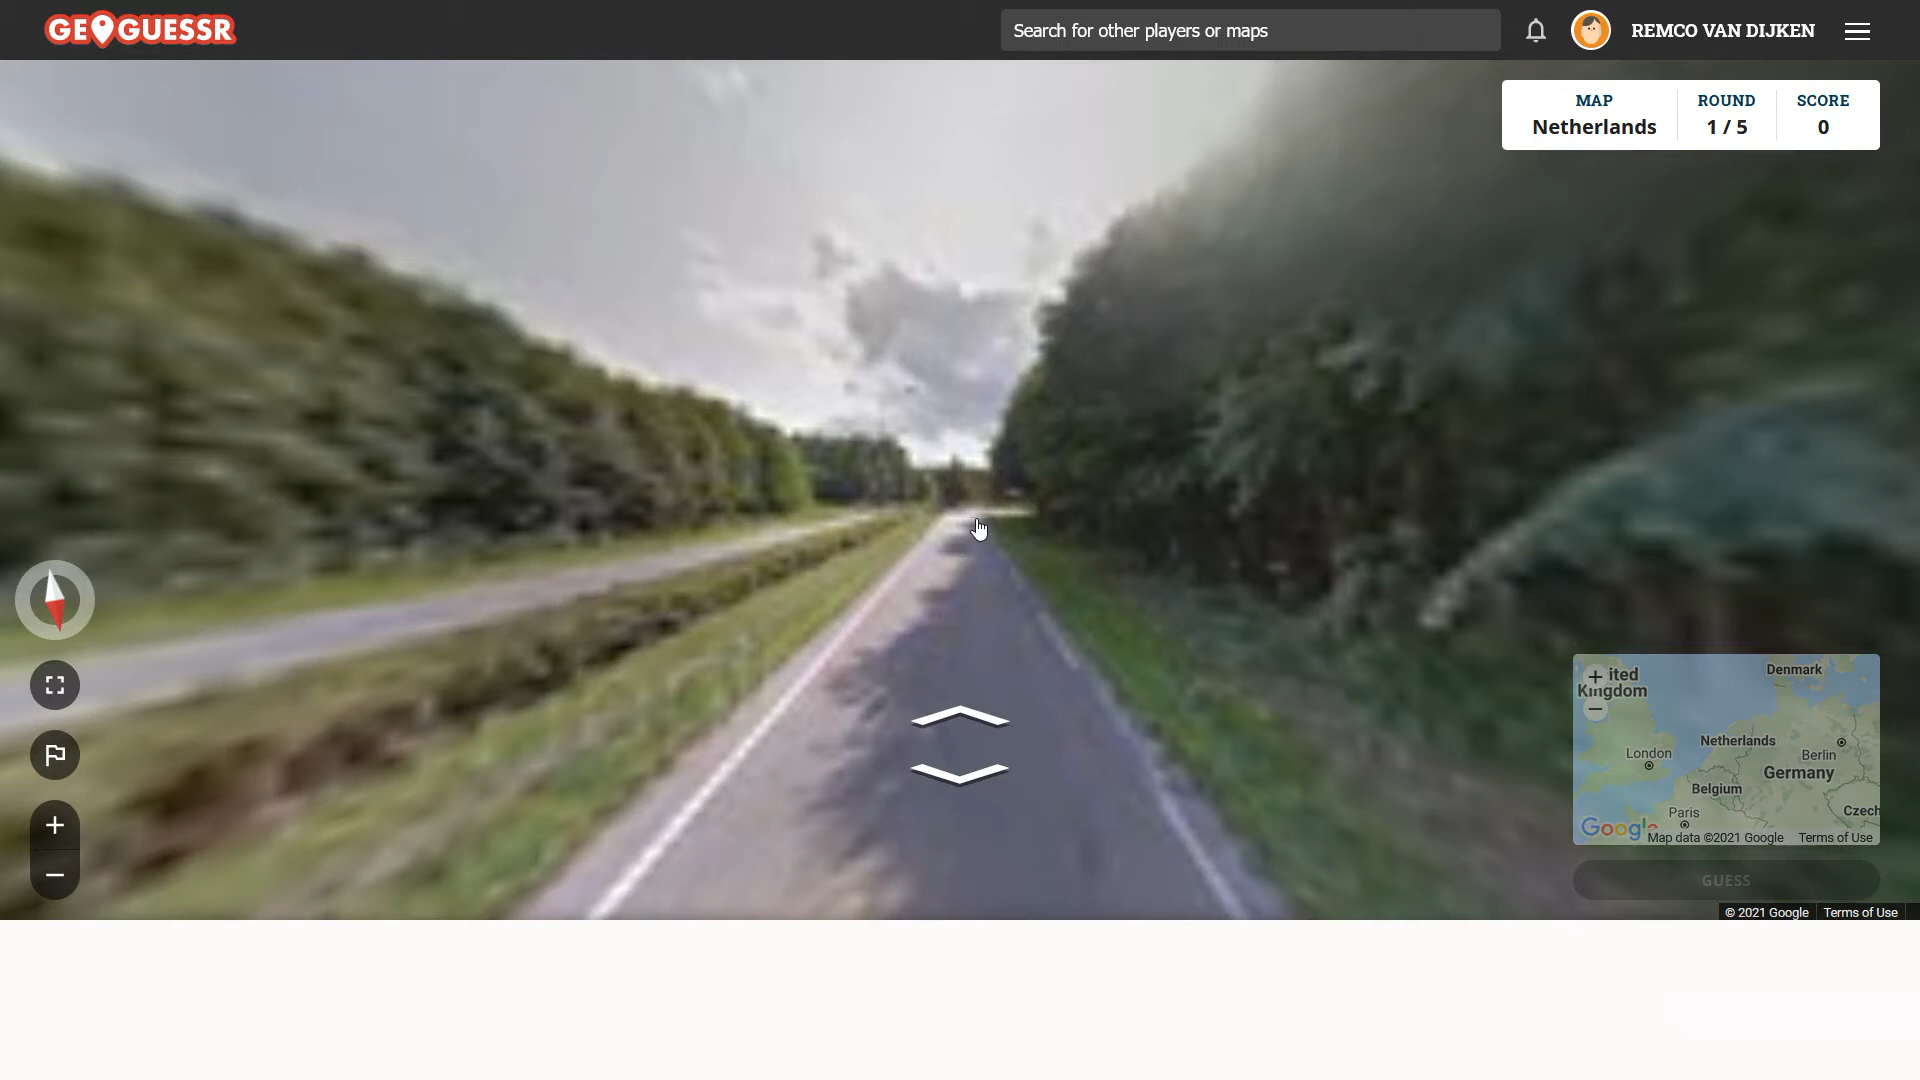 GEOGUESSR
Search for other players or maps
REMCO VAN DIJKEN
MAP
Netherlands
ROUND
1 / 5
SCORE
0
ited
Kingdom
Denmark
London
Netherlands
Berlin
Germany
Belgium
Paris
Czech
Google
Map data ©2021 Google
Terms of Use
GUESS
© 2021 Google
Terms of Use